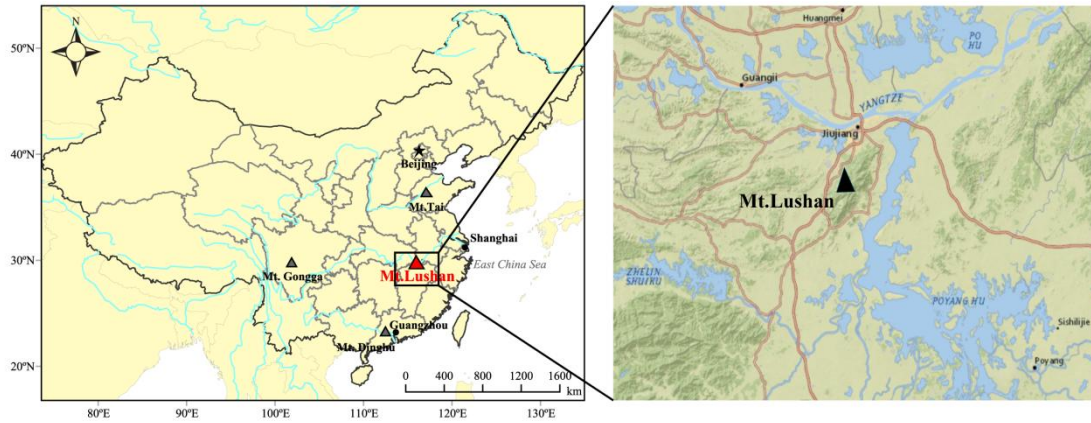 N
50°N
40°N
30°N
20°N
80°E
90°E
100°E
110°E
120°E
130°E
Beijing
Mt.Tai
Shanghai
East China Sea
Mt. Gongga
Mt.Lushan
Guangzhou
Mt. Dinghu
0 400 800 1200 1600
km
Huangmei
PO
HU
Guangji
YANGTZE
Jiujiang
Mt.Lushan
ZHELIN
SHUIKU
POYANG HU
Sishilijie
Poyang